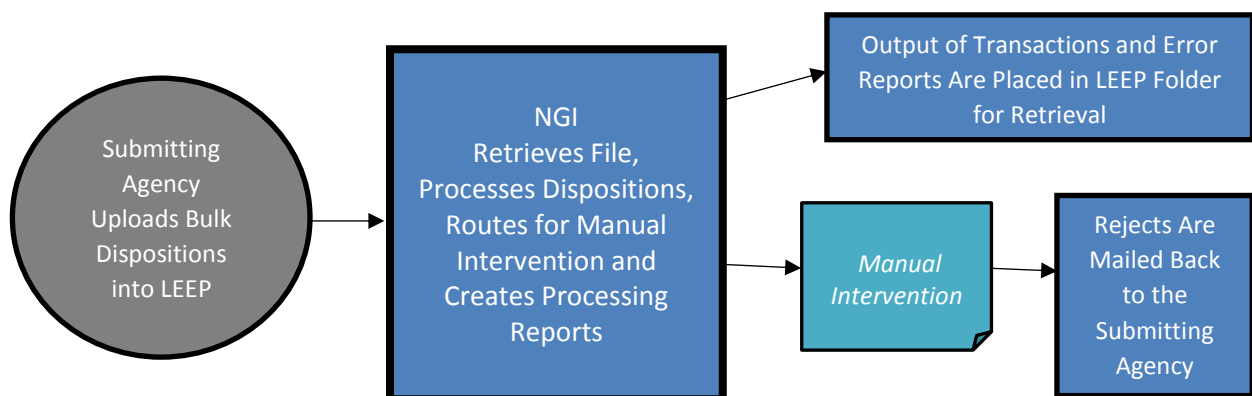 Submitting
Agency
Uploads Bulk
Dispositions
into LEEP
NGI
Retrieves File,
Processes Dispositions,
Routes for Manual
Intervention and
Creates Processing
Reports
Output of Transactions and Error
Reports Are Placed in LEEP Folder
for Retrieval
Manual
Intervention
Rejects Are
Mailed Back
to the
Submitting
Agency